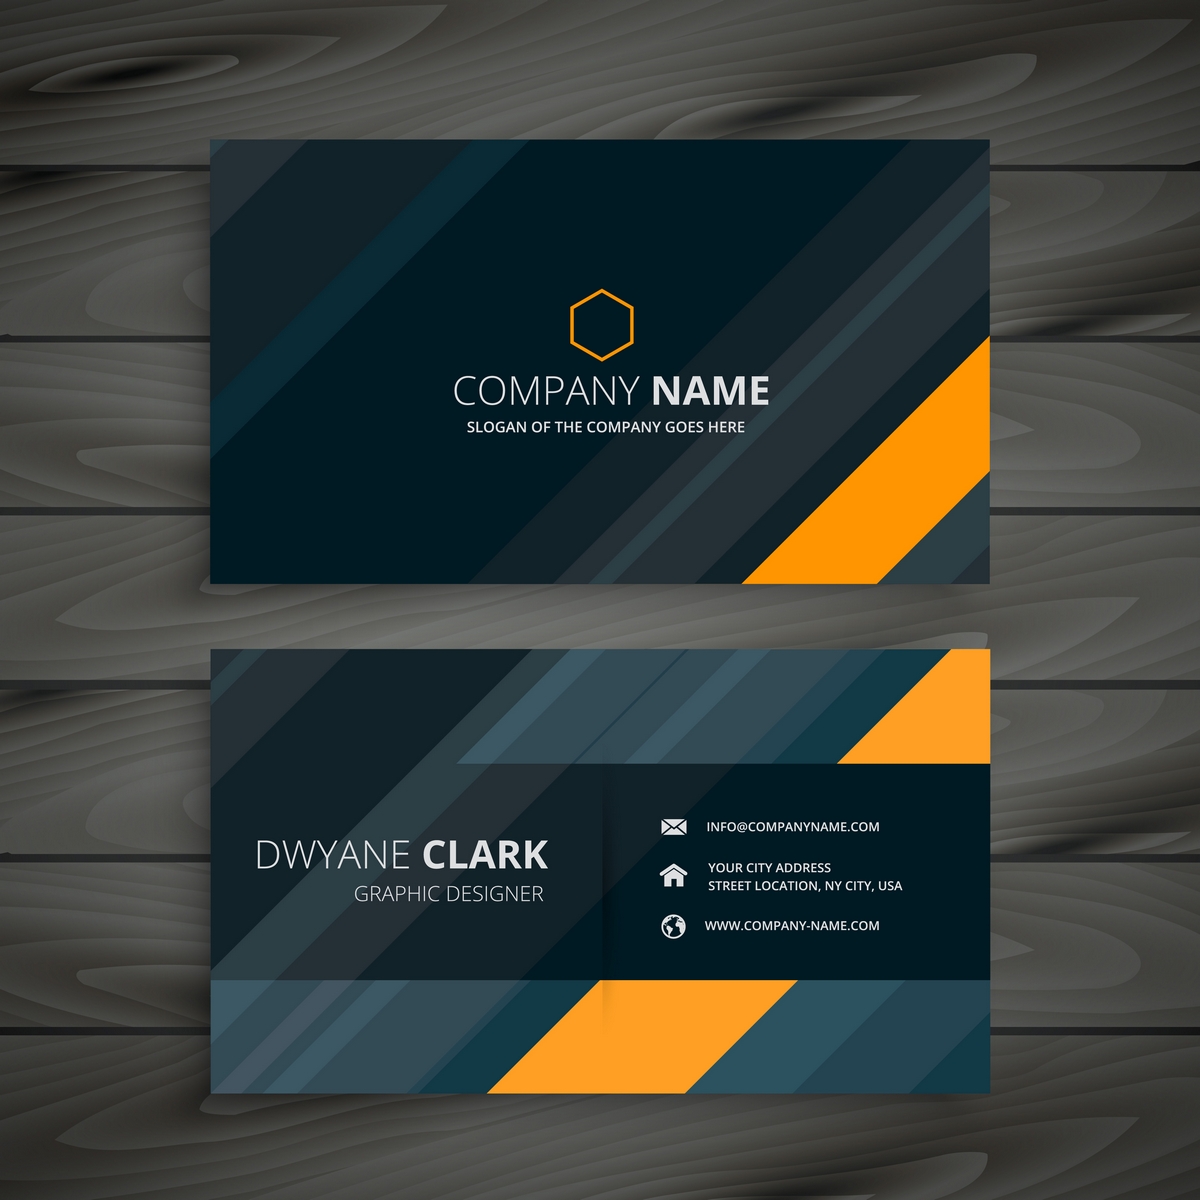 COMPANY NAME
SLOGAN OF THE COMPANY GOES HERE
DWYANE CLARK
GRAPHIC DESIGNER
INFO@COMPANYNAME.COM
YOUR CITY ADDRESS
STREET LOCATION, NY CITY, USA
WWW.COMPANY-NAME.COM